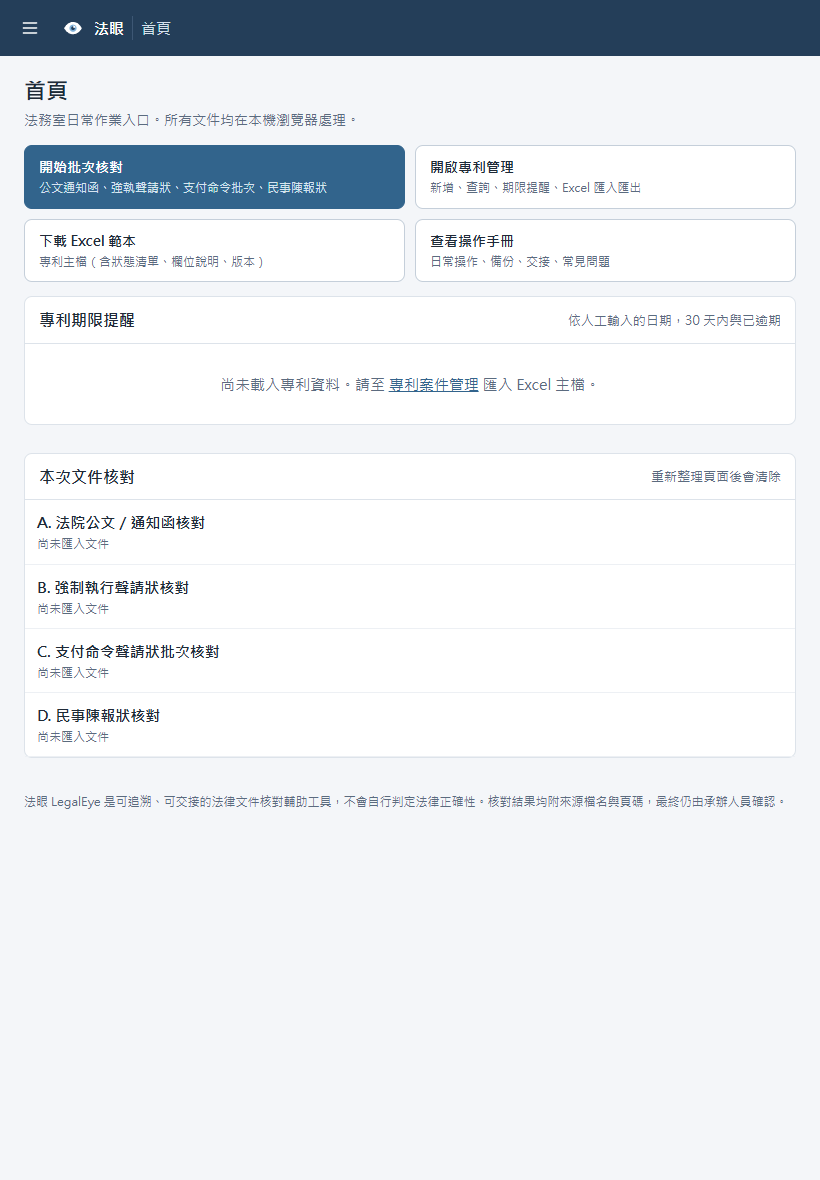 法眼 首頁
首頁
法務室日常作業入口。所有文件均在本機瀏覽器處理。
開始批次核對
公文通知函、強執聲請狀、支付命令批次、民事陳報狀
開啟專利管理
新增、查詢、期限提醒、Excel 匯入匯出
下載 Excel 範本
專利主檔（含狀態清單、欄位說明、版本）
查看操作手冊
日常操作、備份、交接、常見問題
專利期限提醒
依人工輸入的日期，30 天內與已逾期
尚未載入專利資料。請至 專利案件管理 匯入 Excel 主檔。
本次文件核對
重新整理頁面後會清除
A. 法院公文 / 通知函核對
尚未匯入文件
B. 強制執行聲請狀核對
尚未匯入文件
C. 支付命令聲請狀批次核對
尚未匯入文件
D. 民事陳報狀核對
尚未匯入文件
法眼 LegalEye 是可追溯、可交接的法律文件核對輔助工具，不會自行判定法律正確性。核對結果均附來源檔名與頁碼，最終仍由承辦人員確認。